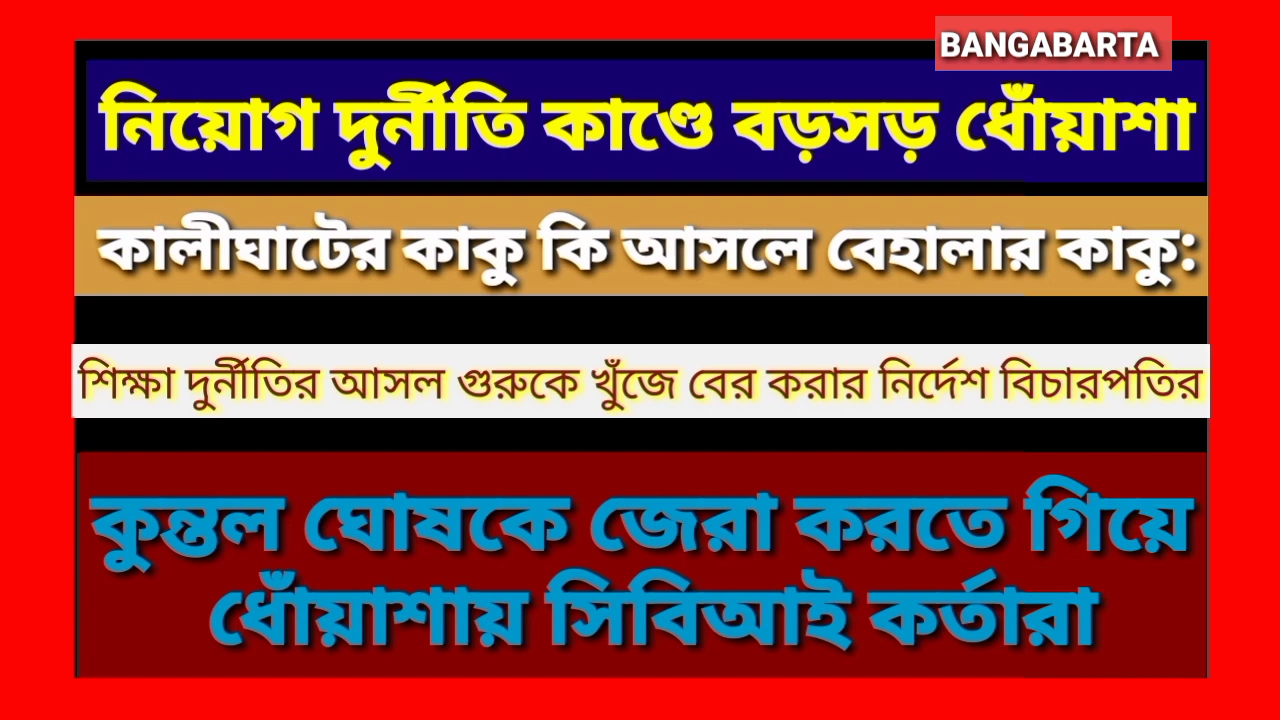 BANGABARTA
নিয়োগ দুর্নীতি কাণ্ডে বড়সড় ধোঁয়াশা
কালীঘাটের কাকু কি আসলে বেহালার কাকু:
শিক্ষা দুর্নীতির আসল গুরুকে খুঁজে বের করার নির্দেশ বিচারপতির
কুন্তল ঘোষকে জেরা করতে গিয়ে
ধোঁয়াশায় সিবিআই কর্তারা